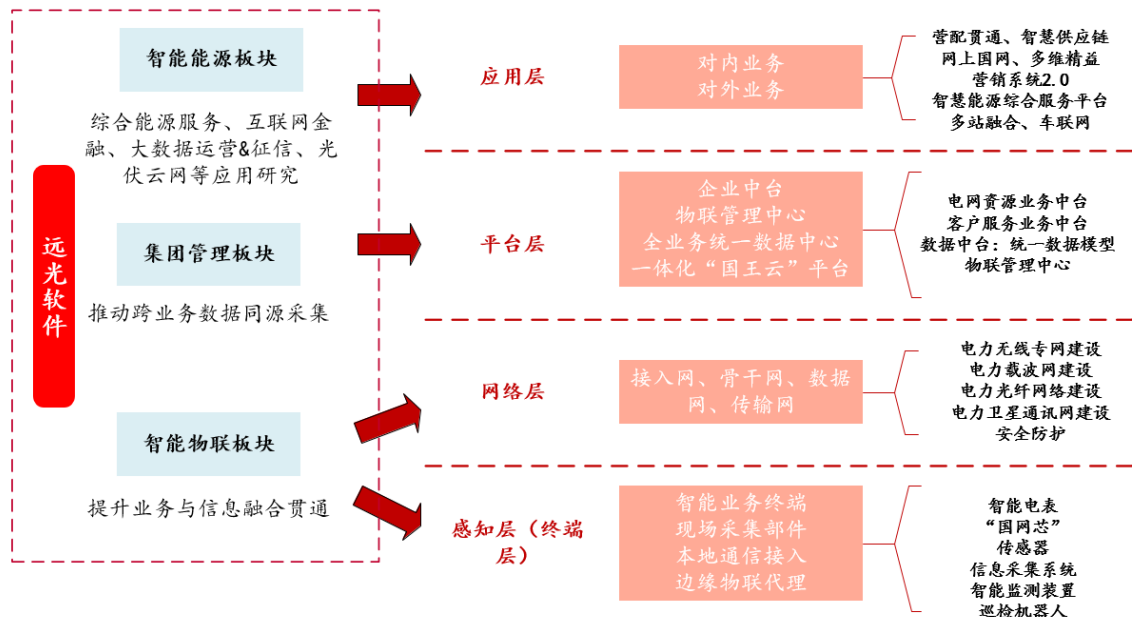 远光软件
智能能源板块
综合能源服务、互联网金
融、大数据运营&征信、光
伏云网等应用研究
集团管理板块
推动跨业务数据同源采集
智能物联板块
提升业务与信息融合贯通
应用层
对内业务
对外业务
营配贯通、智慧供应链
网上国网、多维精益
营销系统2.0
智慧能源综合服务平台
多站融合、车联网
平台层
企业中台
物联管理中心
全业务统一数据中心
一体化“国王云”平台
电网资源业务中台
客户服务业务中台
数据中台：统一数据模型
物联管理中心
网络层
接入网、骨干网、数据
网、传输网
电力无线专网建设
电力载波网建设
电力光纤网络建设
电力卫星通讯网建设
安全防护
感知层（终端
层）
智能业务终端
现场采集部件
本地通信接入
边缘物联代理
智能电表
“国网芯”
传感器
信息采集系统
智能监测装置
巡检机器人